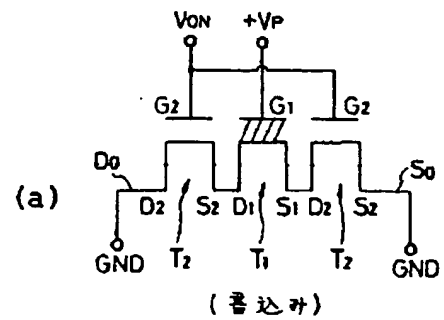 VON +VP
G2 G1 G2
D0 S0
(a)
D2 S2 D1 S1 D2 S2
GND T2 T1 T2 GND
(書込み)